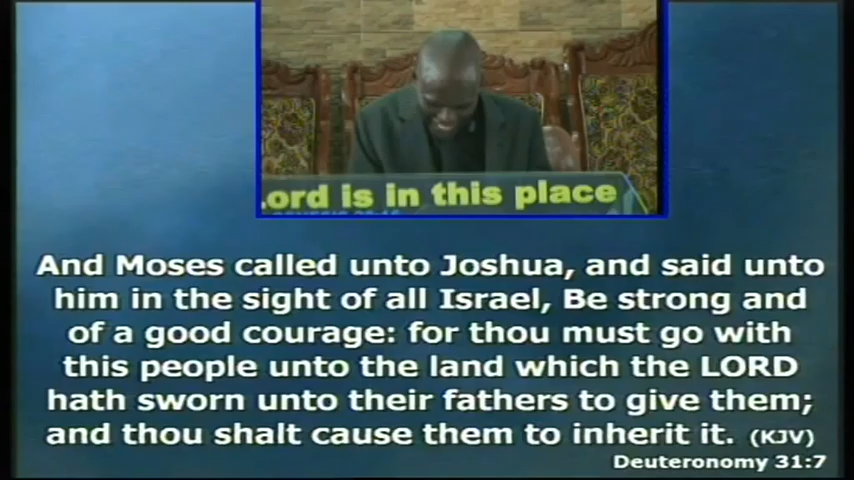 ord is in this place
And Moses called unto Joshua, and said unto
him in the sight of all Israel, Be strong and
of a good courage: for thou must go with
this people unto the land which the LORD
hath sworn unto their fathers to give them;
and thou shalt cause them to inherit it. (KJV)
Deuteronomy 31:7